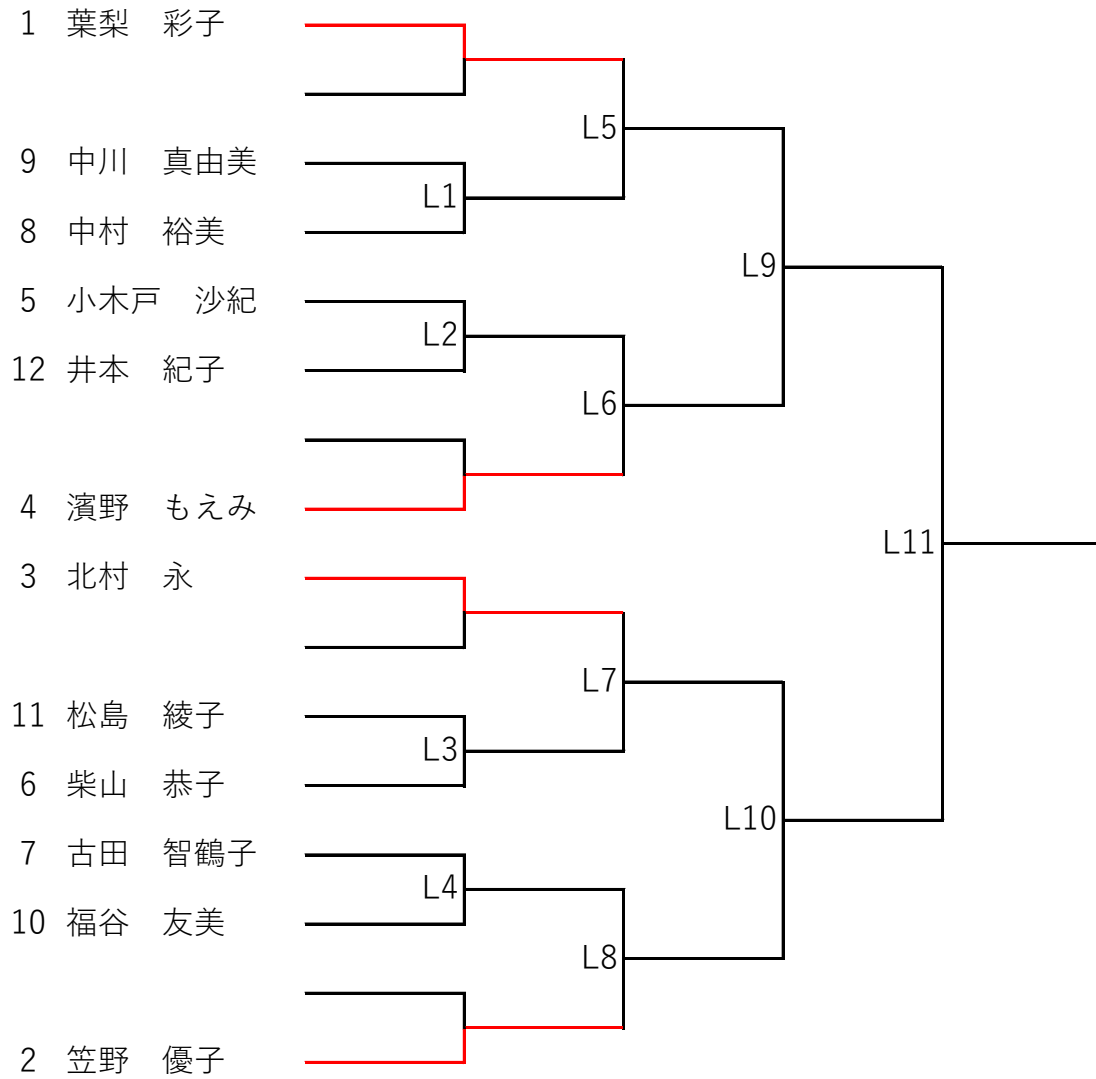 1 葉梨　彩子
L5
9 中川　真由美
L1
8 中村　裕美
L9
5 小木戸　沙紀
L2
12 井本　紀子
L6
4 濱野　もえみ
L11
3 北村　永
L7
11 松島　綾子
L3
6 柴山　恭子
L10
7 古田　智鶴子
L4
10 福谷　友美
L8
2 笠野　優子